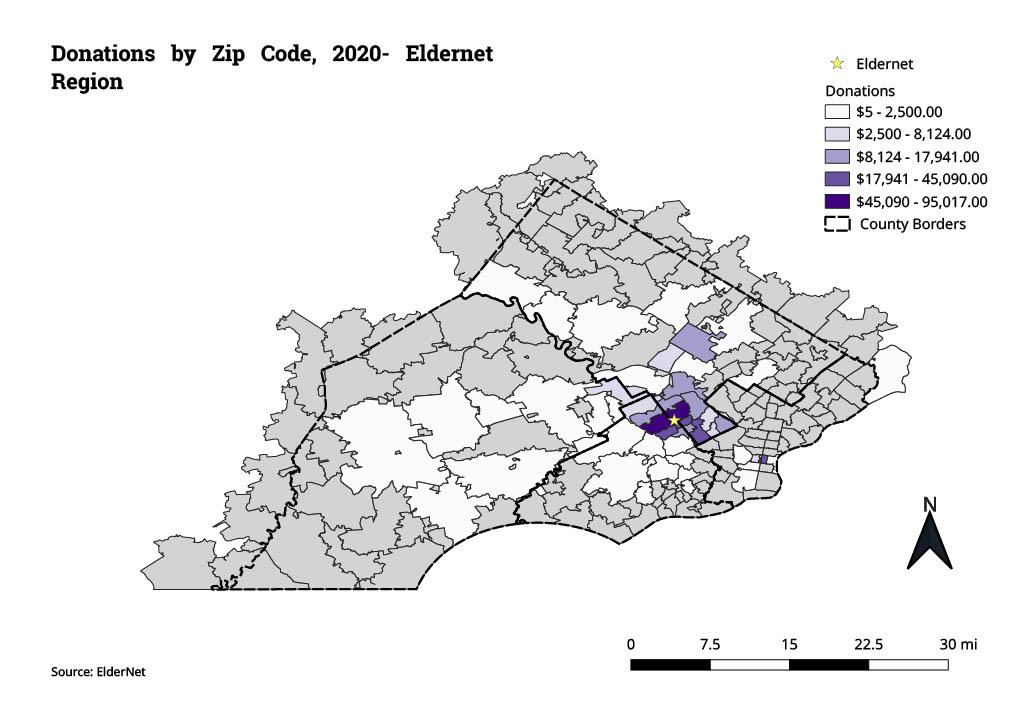 Donations by Zip Code, 2020- Eldernet
Region
Eldernet
Donations
$5 - 2,500.00
$2,500 - 8,124.00
$8,124 - 17,941.00
$17,941 - 45,090.00
$45,090 - 95,017.00
County Borders
N
0 7.5 15 22.5 30 mi
Source: ElderNet